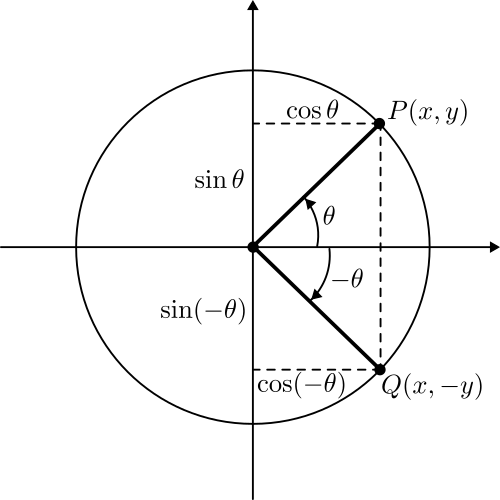 cos θ
P(x, y)
sin θ
θ
−θ
sin(−θ)
cos(−θ)
Q(x, −y)